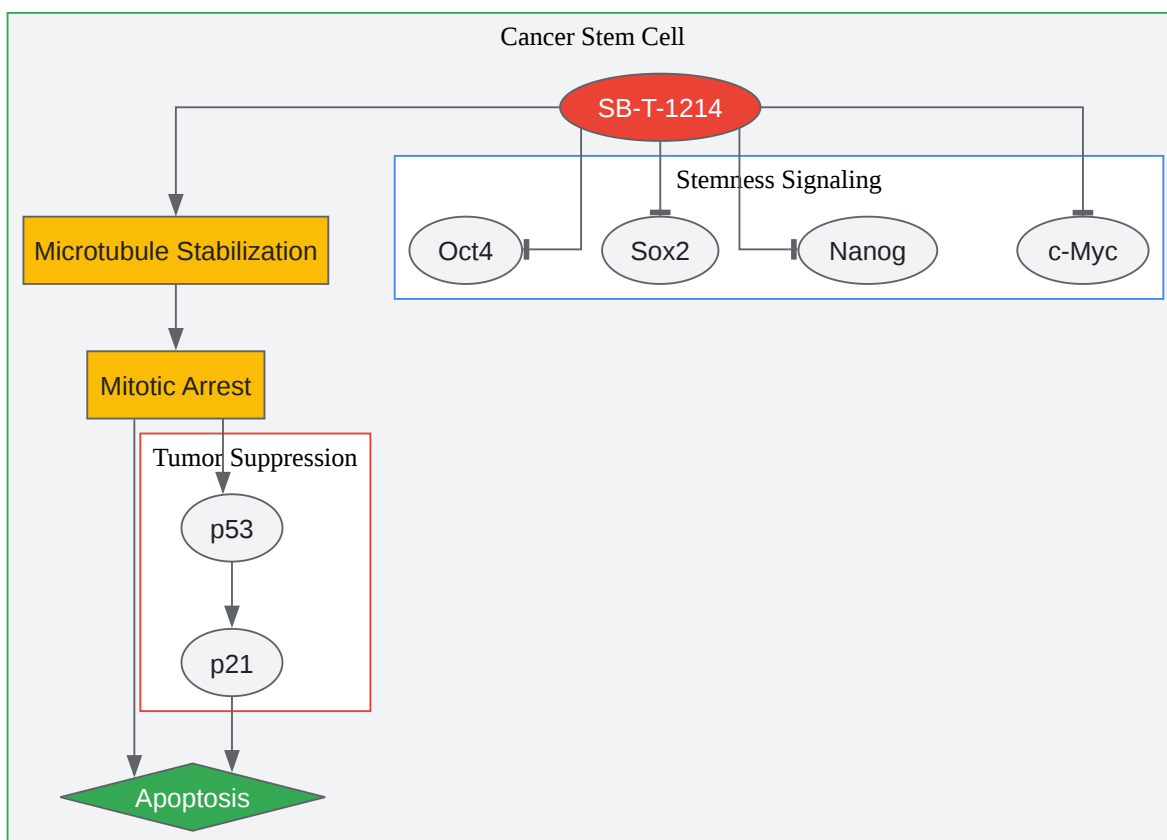 Cancer Stem Cell
SB-T-1214
Stemness Signaling
Microtubule Stabilization
Oct4
Sox2
Nanog
c-Myc
Mitotic Arrest
Tumor Suppression
p53
p21
Apoptosis